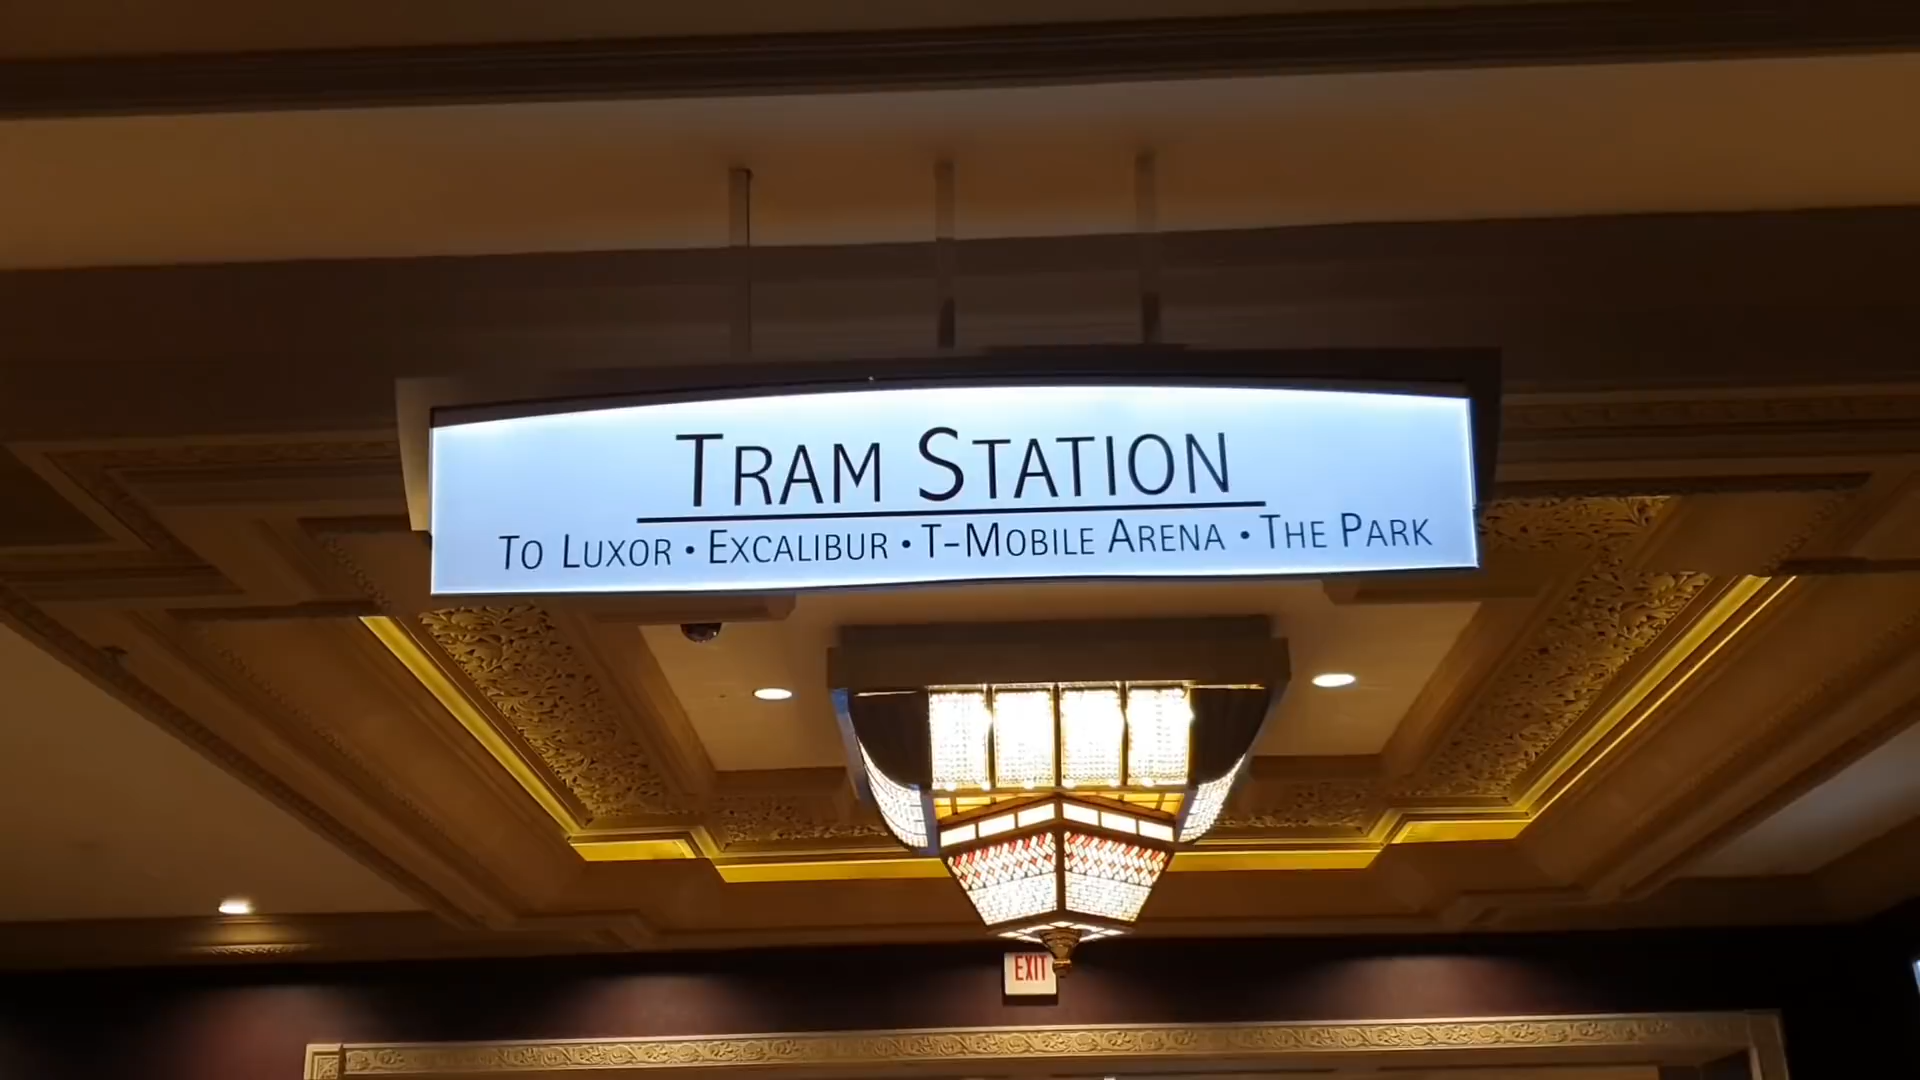 TRAM STATION
TO LUXOR • EXCALIBUR • T-MOBILE ARENA • THE PARK
EXIT